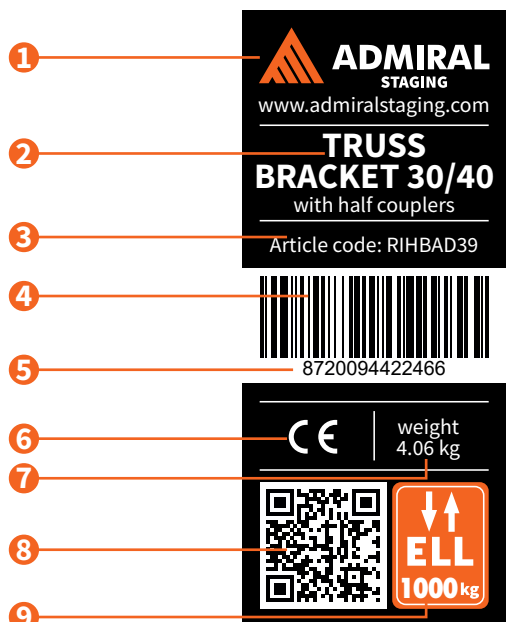 1
ADMIRAL
STAGING
www.admiralstaging.com
2
TRUSS
BRACKET 30/40
with half couplers
3
Article code: RIHBAD39
4
5
8720094422466
6
CE
weight
4.06 kg
7
8
ELL
1000 kg
9